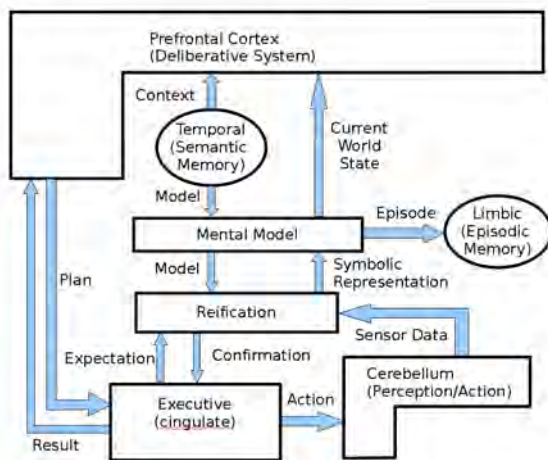 Prefrontal Cortex
(Deliberative System)
Context
Temporal
(Semantic
Memory)
Current
World
State
Model
Episode
Limbic
(Episodic
Memory)
Mental Model
Model
Symbolic
Representation
Plan
Reification
Sensor Data
Expectation
Confirmation
Cerebellum
(Perception/Action)
Executive
(cingulate)
Action
Result